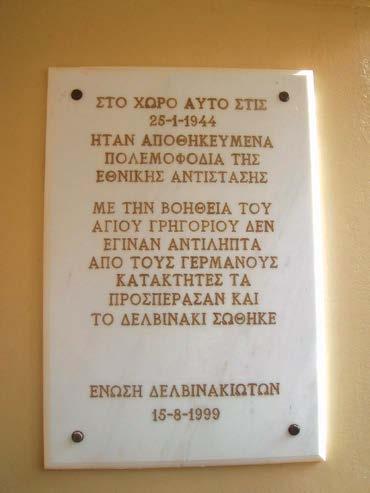 ΣΤΟ ΧΩΡΟ ΑΥΤΟ ΣΤΙΣ
25-1-1944
ΗΤΑΝ ΑΠΟΘΗΚΕΥΜΕΝΑ
ΠΟΛΕΜΟΦΟΔΙΑ ΤΗΣ
ΕΘΝΙΚΗΣ ΑΝΤΙΣΤΑΣΗΣ
ΜΕ ΤΗΝ ΒΟΗΘΕΙΑ ΤΟΥ
ΑΓΙΟΥ ΓΡΗΓΟΡΙΟΥ ΔΕΝ
ΕΓΙΝΑΝ ΑΝΤΙΛΗΠΤΑ
ΑΠΟ ΤΟΥΣ ΓΕΡΜΑΝΟΥΣ
ΚΑΤΑΚΤΗΤΕΣ ΤΑ
ΠΡΟΣΠΕΡΑΣΑΝ ΚΑΙ
ΤΟ ΔΕΛΒΙΝΑΚΙ ΣΩΘΗΚΕ
ΕΝΩΣΗ ΔΕΛΒΙΝΑΚΙΩΤΩΝ
15-8-1999